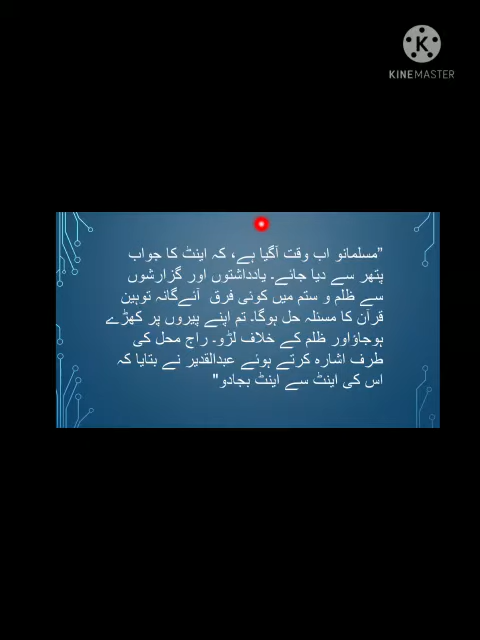 KINEMASTER
"مسلمانو اب وقت آگیا ہے، کہ اینٹ کا جواب
پتھر سے دیا جائے۔ یادداشتوں اور گزارشوں
سے ظلم و ستم میں کوئی فرق آئےگانہ توہین
قرآن کا مسئلہ حل ہوگا۔ تم اپنے پیروں پر کھڑے
ہوجاؤاور ظلم کے خلاف لڑو۔ راج محل کی
طرف اشارہ کرتے ہوئے عبدالقدیر نے بتایا کہ
اس کی اینٹ سے اینٹ بجادو"